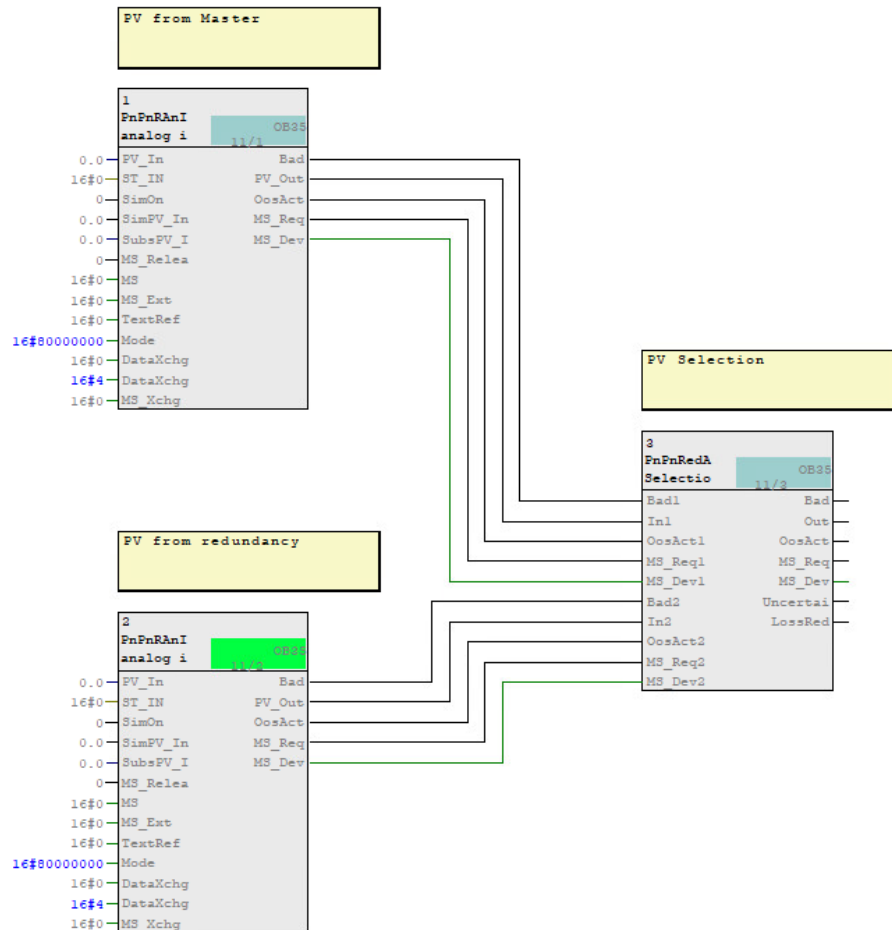 PV from Master
1
PnPnRAnI
analog i
OB35
11/1
0.0 PV_In Bad
16#0 ST_IN PV_Out
0 SimOn OosAct
0.0 SimPV_In MS_Req
0.0 SubsPV_I MS_Dev
0 MS_Relea
16#0 MS
16#0 MS_Ext
16#0 TextRef
16#80000000 Mode
16#0 DataXchg
16#4 DataXchg
16#0 MS_Xchg
PV Selection
3
PnPnRedA
Selectio
OB35
11/3
Bad1 Bad
In1 Out
OosAct1 OosAct
MS_Req1 MS_Req
MS_Dev1 MS_Dev
Bad2 Uncertai
In2 LossRed
OosAct2
MS_Req2
MS_Dev2
PV from redundancy
2
PnPnRAnI
analog i
OB35
11/2
0.0 PV_In Bad
16#0 ST_IN PV_Out
0 SimOn OosAct
0.0 SimPV_In MS_Req
0.0 SubsPV_I MS_Dev
0 MS_Relea
16#0 MS
16#0 MS_Ext
16#0 TextRef
16#80000000 Mode
16#0 DataXchg
16#4 DataXchg
16#0 MS_Xchg